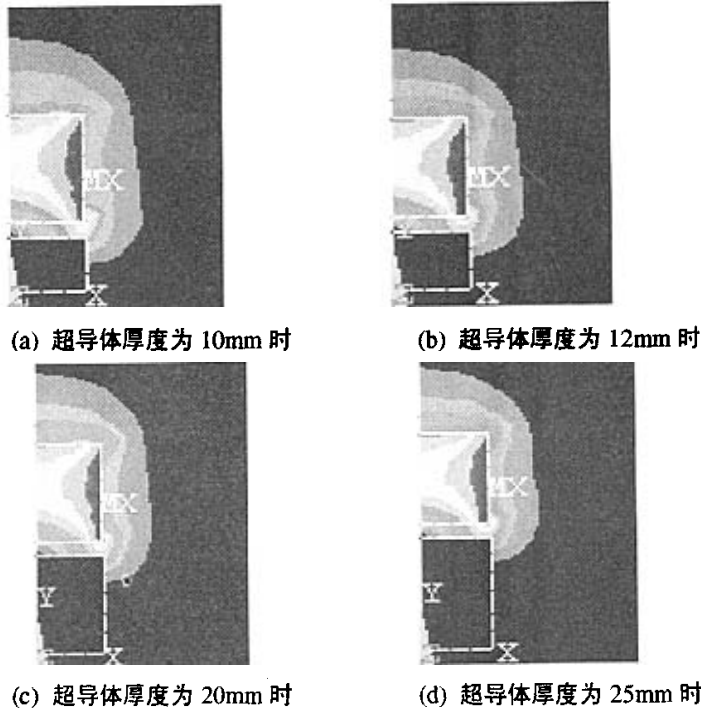 MX
X
MX
X
(a) 超导体厚度为 10mm 时
(b) 超导体厚度为 12mm 时
MX
Y
X
MX
Y
X
(c) 超导体厚度为 20mm 时
(d) 超导体厚度为 25mm 时